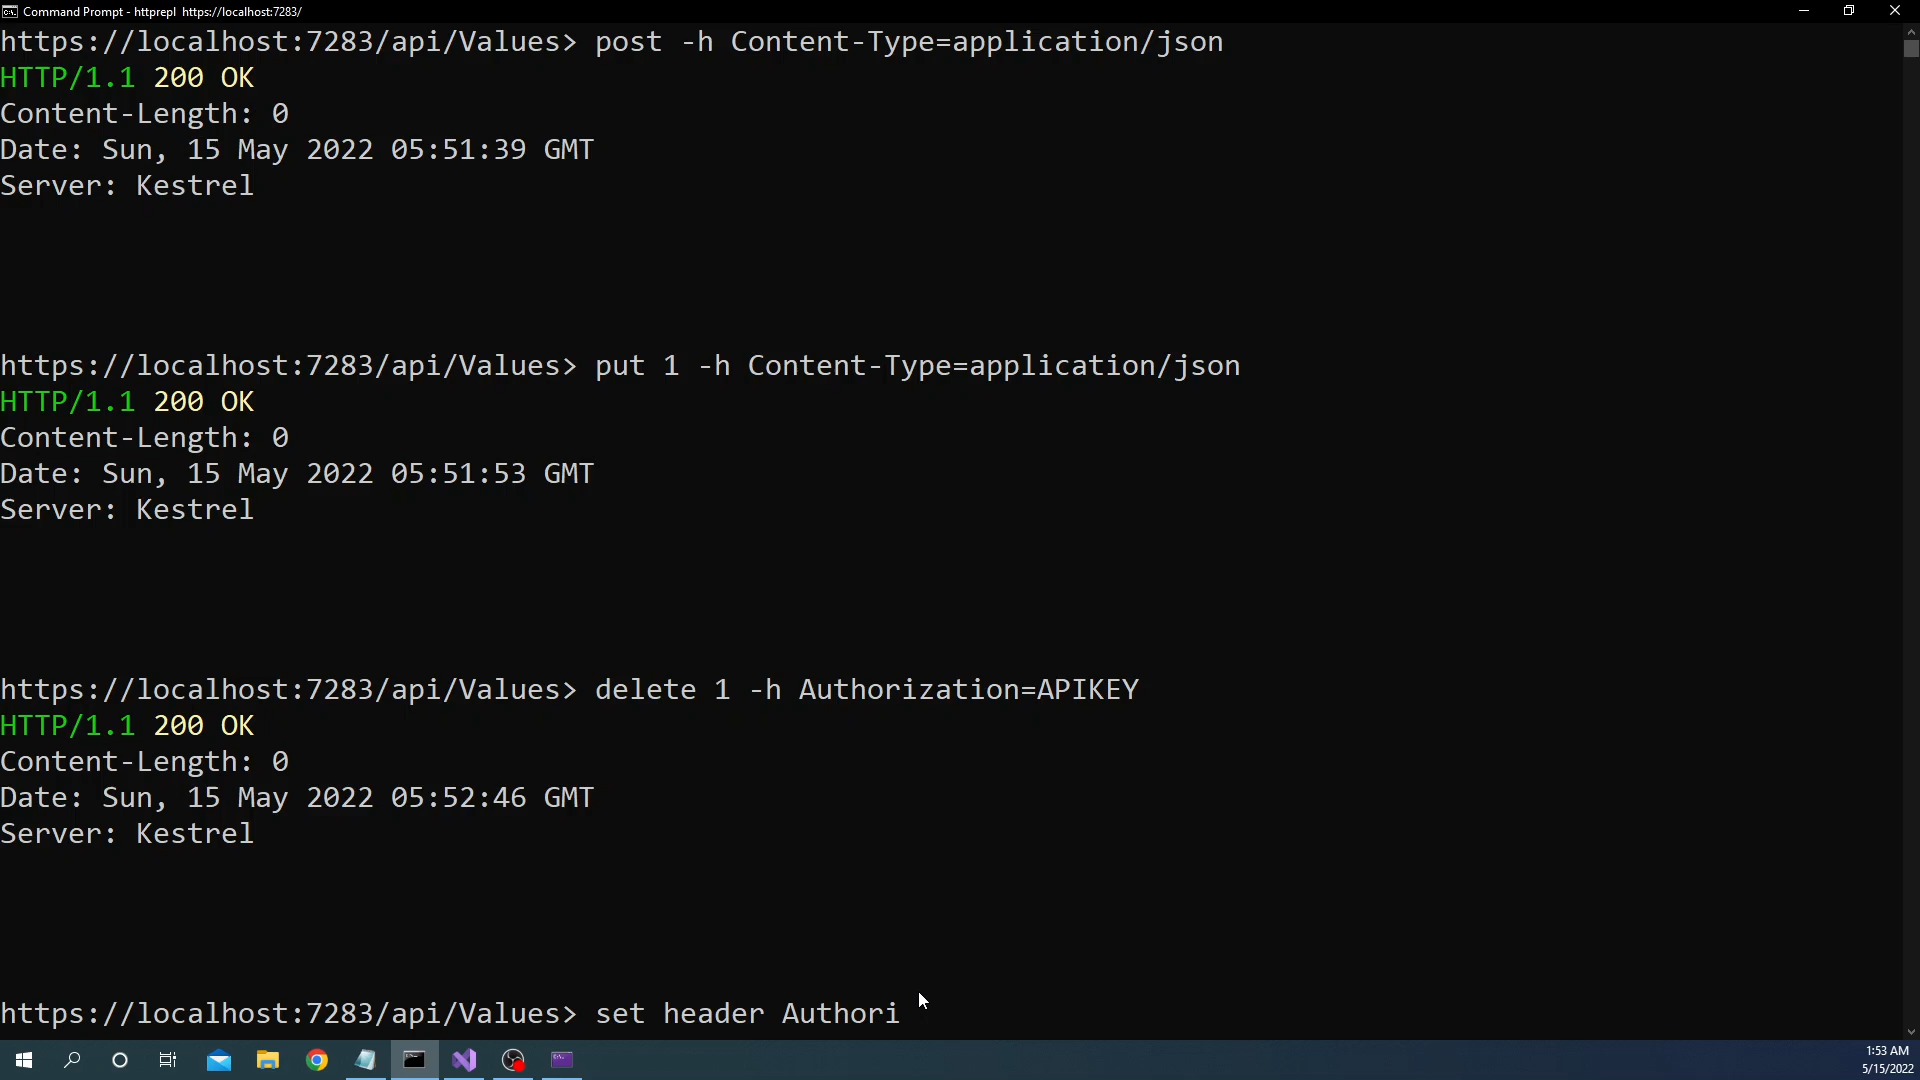 Command Prompt - httprepl https://localhost:7283/
https://localhost:7283/api/Values> post -h Content-Type=application/json
HTTP/1.1 200 OK
Content-Length: 0
Date: Sun, 15 May 2022 05:51:39 GMT
Server: Kestrel
https://localhost:7283/api/Values> put 1 -h Content-Type=application/json
HTTP/1.1 200 OK
Content-Length: 0
Date: Sun, 15 May 2022 05:51:53 GMT
Server: Kestrel
https://localhost:7283/api/Values> delete 1 -h Authorization=APIKEY
HTTP/1.1 200 OK
Content-Length: 0
Date: Sun, 15 May 2022 05:52:46 GMT
Server: Kestrel
https://localhost:7283/api/Values> set header Authori
1:53 AM
5/15/2022